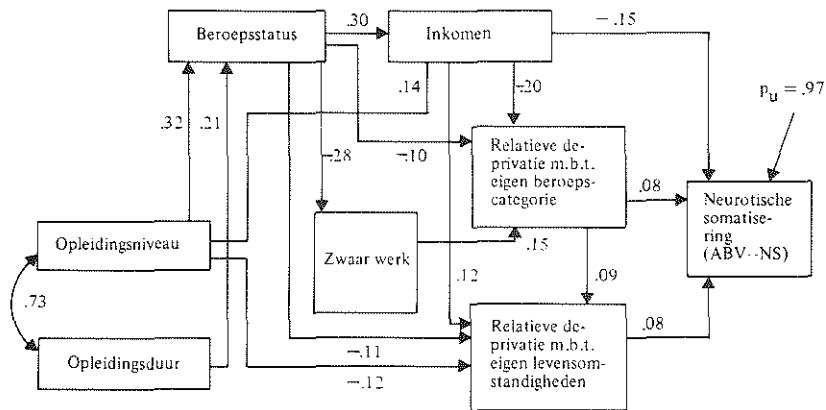 Beroepsstatus
.30
Inkomen
−.15
.14
−.20
p_u = .97
.32
.21
−.28
−.10
Relatieve de-
privatie m.b.t.
eigen beroeps-
categorie
.08
Neurotische
somatise-
ring
(ABV--NS)
Opleidingsniveau
Zwaar werk
.15
.12
.09
.73
Relatieve de-
privatie m.b.t.
eigen levensom-
standigheden
.08
Opleidingsduur
−.11
−.12